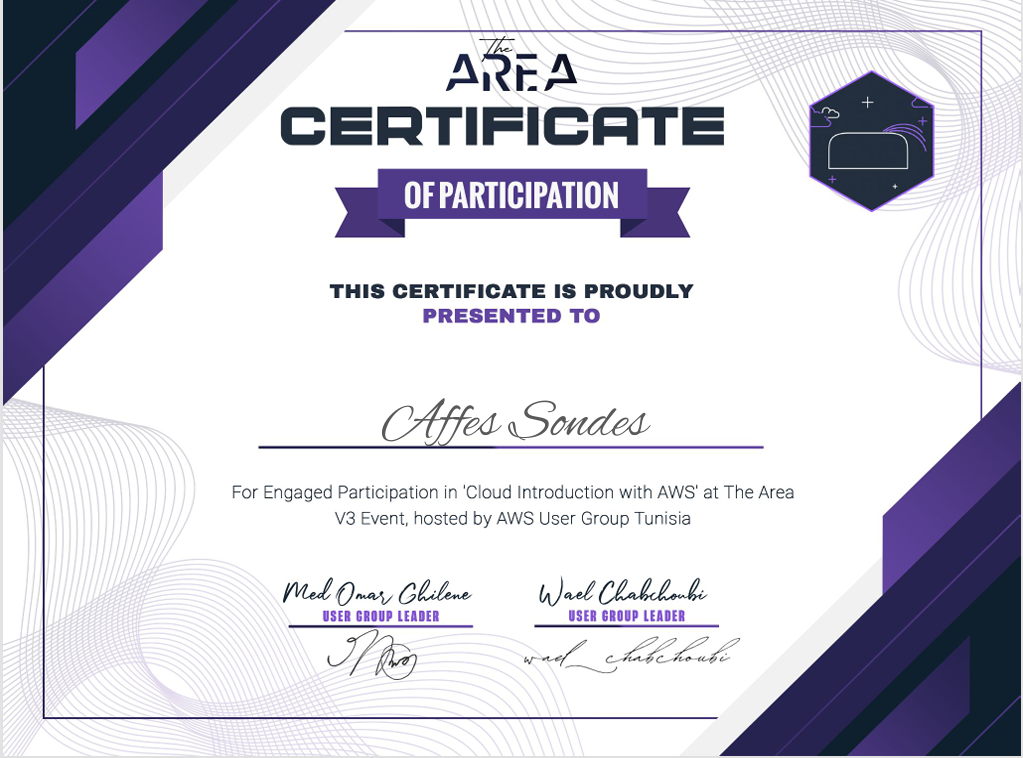 The
AREA
CERTIFICATE
OF PARTICIPATION
THIS CERTIFICATE IS PROUDLY
PRESENTED TO
Affes Sondes
For Engaged Participation in 'Cloud Introduction with AWS' at The Area
V3 Event, hosted by AWS User Group Tunisia
Med Omar Ghilene
USER GROUP LEADER
Wael Chabchoubi
USER GROUP LEADER
wael chabchoubi